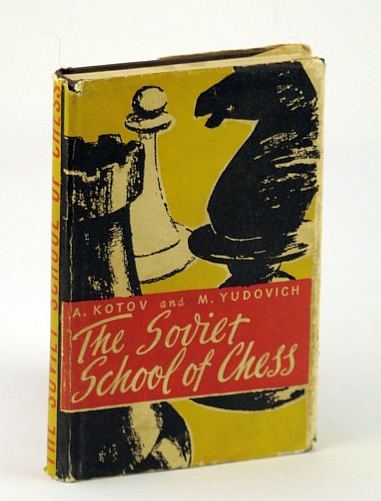 A. KOTOV and M. YUDOVICH
The Soviet
School of Chess
THE SOVIET SCHOOL OF CHESS